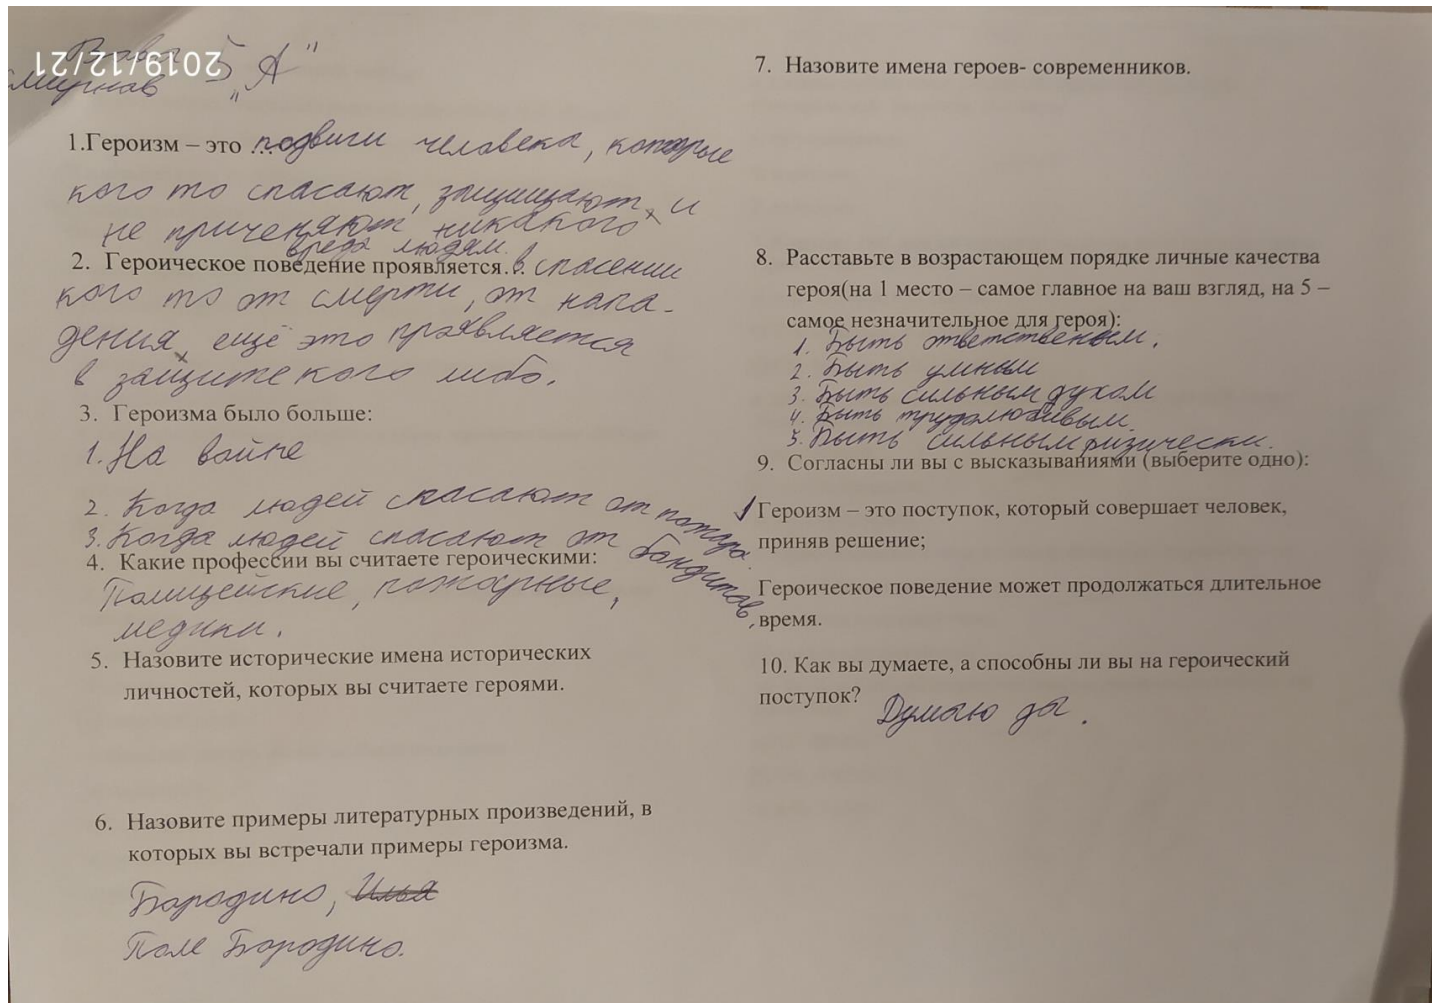 Вова 5 „А"
Смирнов
2019/12/21
1.Героизм – это ... подвиги человека, которые
кого то спасают, защищают, и
не приченяют никакого
вреда людям.
2. Героическое поведение проявляется... в спасении
кого то от смерти, от напа-
дения, ещё это проявляется
в защите кого либо.
3. Героизма было больше:
1. На войне
2. Когда людей спасают от пожара.
3. Когда людей спасают от бандитов,
4. Какие профессии вы считаете героическими:
Полицейские, пожарные,
медики.
5. Назовите исторические имена исторических
личностей, которых вы считаете героями.
6. Назовите примеры литературных произведений, в
которых вы встречали примеры героизма.
Бородино, Илья
Поле Бородино.
7. Назовите имена героев- современников.
8. Расставьте в возрастающем порядке личные качества
героя(на 1 место – самое главное на ваш взгляд, на 5 –
самое незначительное для героя):
1. Быть ответственым.
2. Быть умным
3. Быть сильным духом
4. Быть трудолюбивым.
5. Быть сильным физически.
9. Согласны ли вы с высказываниями (выберите одно):
✓ Героизм – это поступок, который совершает человек,
приняв решение;
Героическое поведение может продолжаться длительное
время.
10. Как вы думаете, а способны ли вы на героический
поступок? Думаю да.